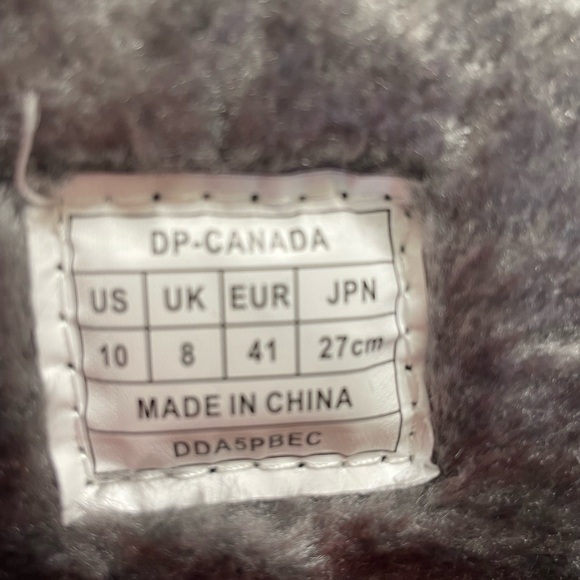 DP-CANADA
US UK EUR JPN
10 8 41 27cm
MADE IN CHINA
DDA5PBEC